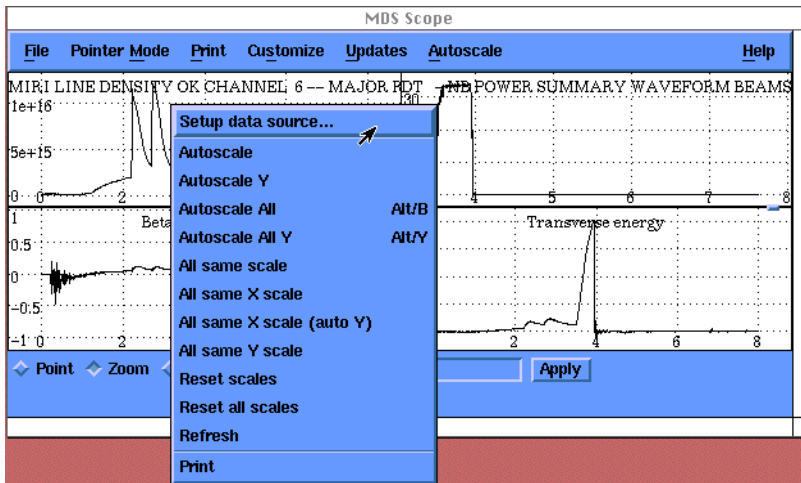 MDS Scope
File Pointer Mode Print Customize Updates Autoscale Help
MIRI LINE DENSITY OK CHANNEL 6 -- MAJOR RDT - NB POWER SUMMARY WAVEFORM BEAMS
1e+16
5e+15
0 0 2 4 5 6 7 8
Setup data source...
Autoscale
Autoscale Y
Autoscale All Alt/B
Autoscale All Y Alt/Y
All same scale
All same X scale
All same X scale (auto Y)
All same Y scale
Reset scales
Reset all scales
Refresh
Print
1 Transverse energy
0.5
0
-0.5
-1 0 2 2 4 6 8
Point Zoom Apply